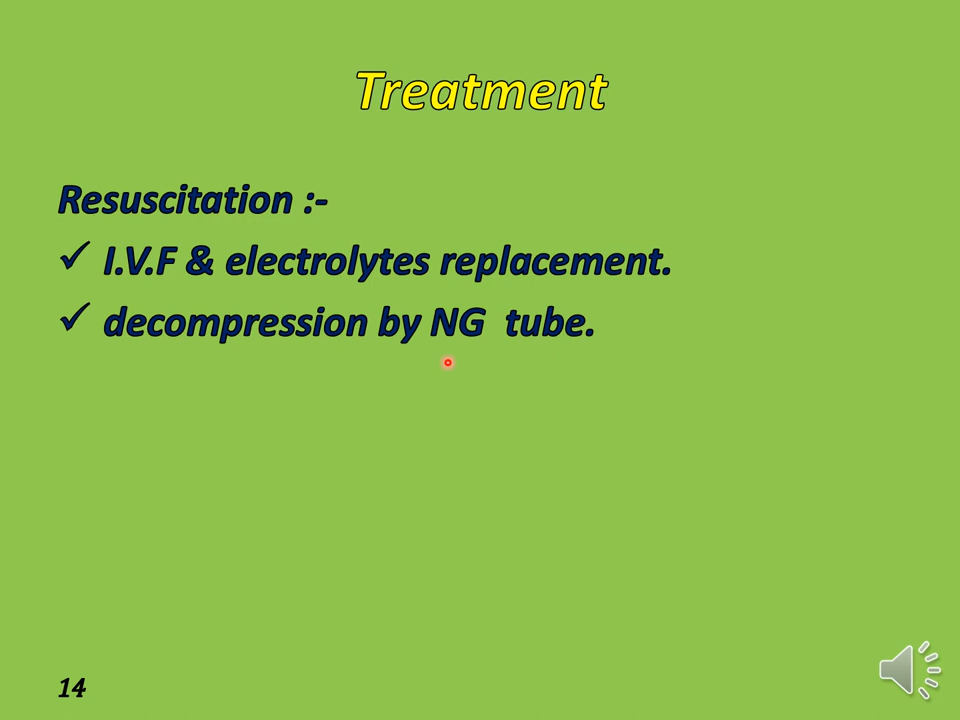 Treatment
Resuscitation :-
✓ I.V.F & electrolytes replacement.
✓ decompression by NG tube.
14